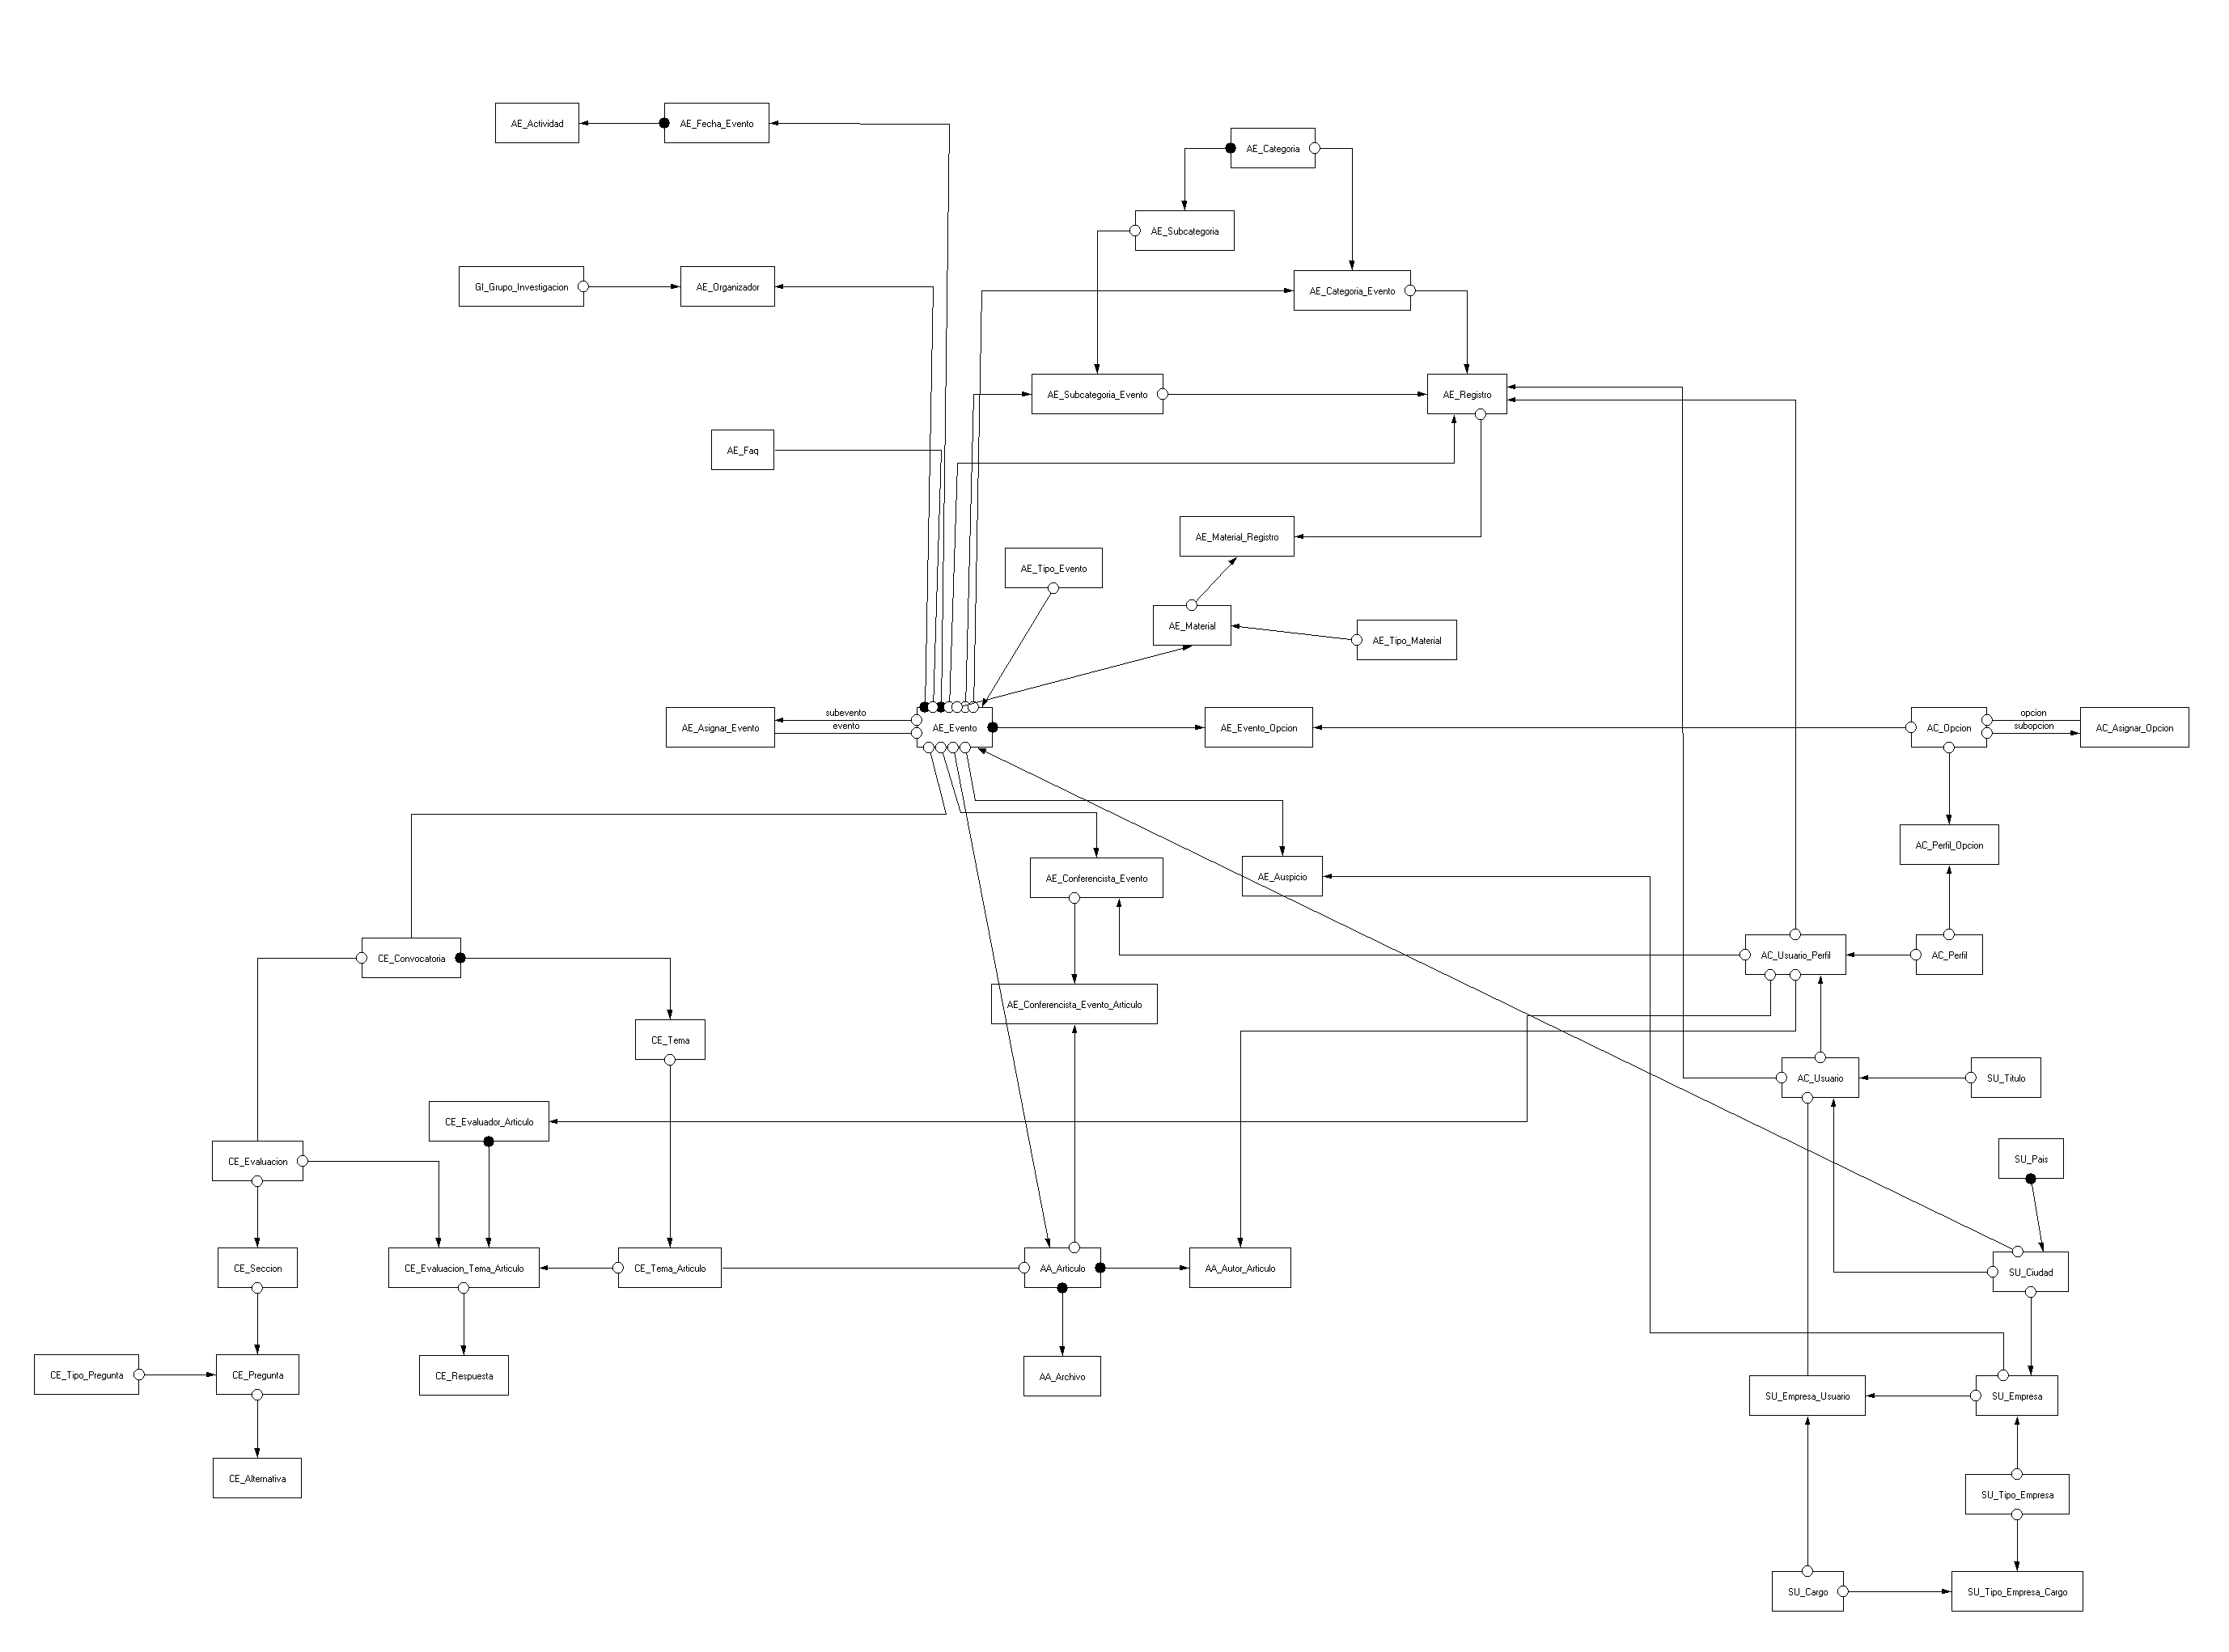 AE_Actividad
AE_Fecha_Evento
AE_Categoria
AE_Subcategoria
GI_Grupo_Investigacion
AE_Organizador
AE_Categoria_Evento
AE_Subcategoria_Evento
AE_Registro
AE_Faq
AE_Material_Registro
AE_Tipo_Evento
AE_Material
AE_Tipo_Material
subevento
opcion
AE_Asignar_Evento
evento
AE_Evento
AE_Evento_Opcion
AC_Opcion
subopcion
AC_Asignar_Opcion
AC_Perfil_Opcion
AE_Conferencista_Evento
AE_Auspicio
CE_Convocatoria
AC_Usuario_Perfil
AC_Perfil
AE_Conferencista_Evento_Articulo
CE_Tema
AC_Usuario
SU_Titulo
CE_Evaluador_Articulo
CE_Evaluacion
SU_Pais
CE_Seccion
CE_Evaluacion_Tema_Articulo
CE_Tema_Articulo
AA_Articulo
AA_Autor_Articulo
SU_Ciudad
CE_Tipo_Pregunta
CE_Pregunta
CE_Respuesta
AA_Archivo
SU_Empresa_Usuario
SU_Empresa
CE_Alternativa
SU_Tipo_Empresa
SU_Cargo
SU_Tipo_Empresa_Cargo